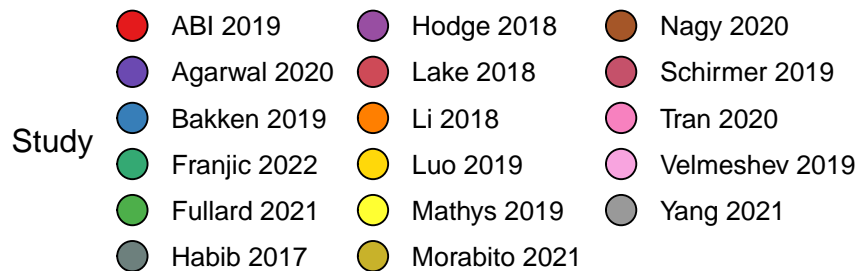 Study
ABI 2019
Agarwal 2020
Bakken 2019
Franjic 2022
Fullard 2021
Habib 2017
Hodge 2018
Lake 2018
Li 2018
Luo 2019
Mathys 2019
Morabito 2021
Nagy 2020
Schirmer 2019
Tran 2020
Velmeshev 2019
Yang 2021